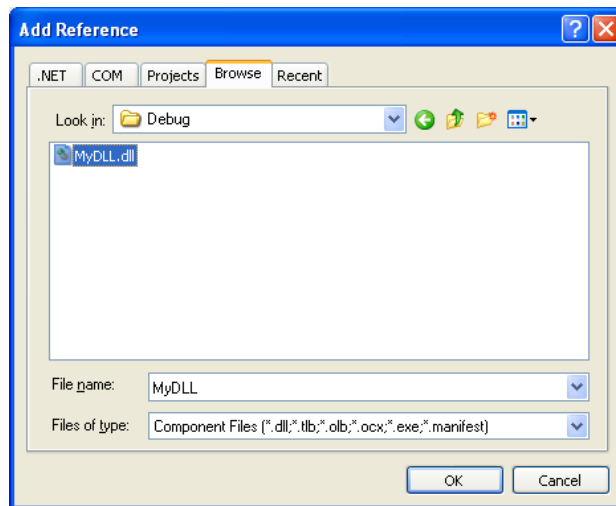 Add Reference
.NET COM Projects Browse Recent
Look in: Debug
MyDLL.dll
File name: MyDLL
Files of type: Component Files (*.dll;*.tlb;*.olb;*.ocx;*.exe;*.manifest)
OK Cancel